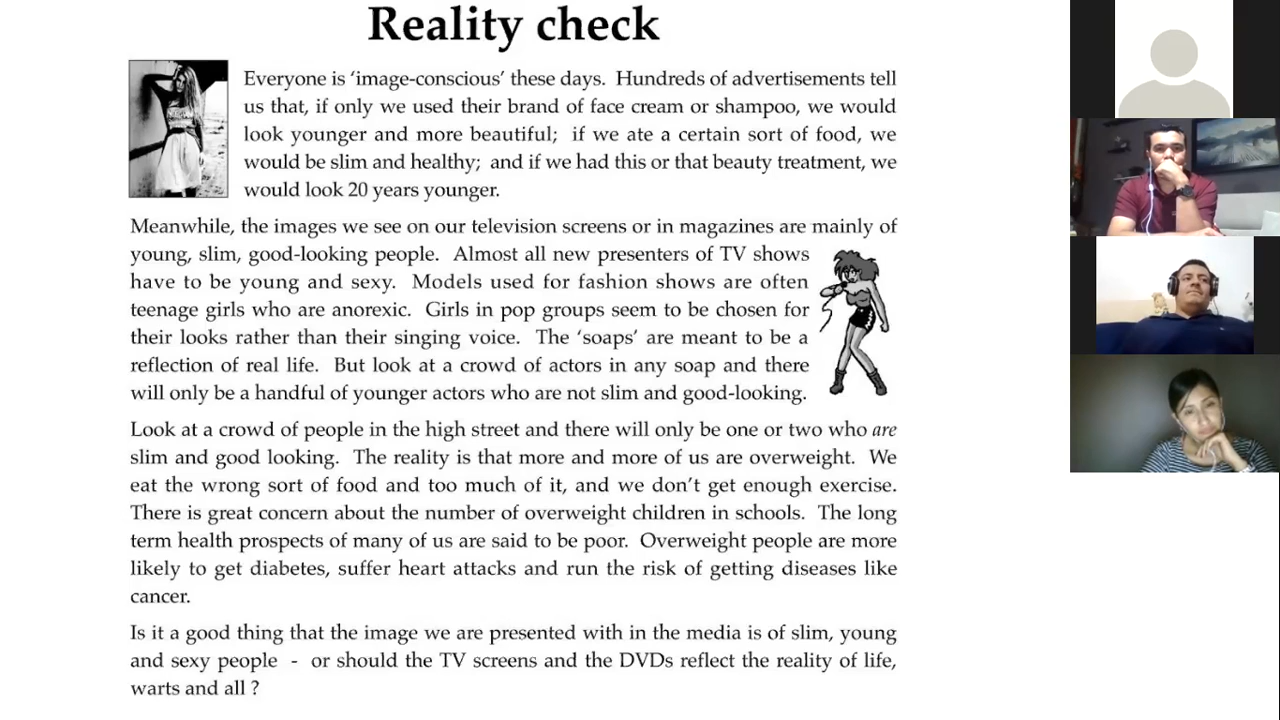 Reality check
Everyone is ‘image-conscious’ these days. Hundreds of advertisements tell
us that, if only we used their brand of face cream or shampoo, we would
look younger and more beautiful; if we ate a certain sort of food, we
would be slim and healthy; and if we had this or that beauty treatment, we
would look 20 years younger.
Meanwhile, the images we see on our television screens or in magazines are mainly of
young, slim, good-looking people. Almost all new presenters of TV shows
have to be young and sexy. Models used for fashion shows are often
teenage girls who are anorexic. Girls in pop groups seem to be chosen for
their looks rather than their singing voice. The ‘soaps’ are meant to be a
reflection of real life. But look at a crowd of actors in any soap and there
will only be a handful of younger actors who are not slim and good-looking.
Look at a crowd of people in the high street and there will only be one or two who are
slim and good looking. The reality is that more and more of us are overweight. We
eat the wrong sort of food and too much of it, and we don’t get enough exercise.
There is great concern about the number of overweight children in schools. The long
term health prospects of many of us are said to be poor. Overweight people are more
likely to get diabetes, suffer heart attacks and run the risk of getting diseases like
cancer.
Is it a good thing that the image we are presented with in the media is of slim, young
and sexy people - or should the TV screens and the DVDs reflect the reality of life,
warts and all ?